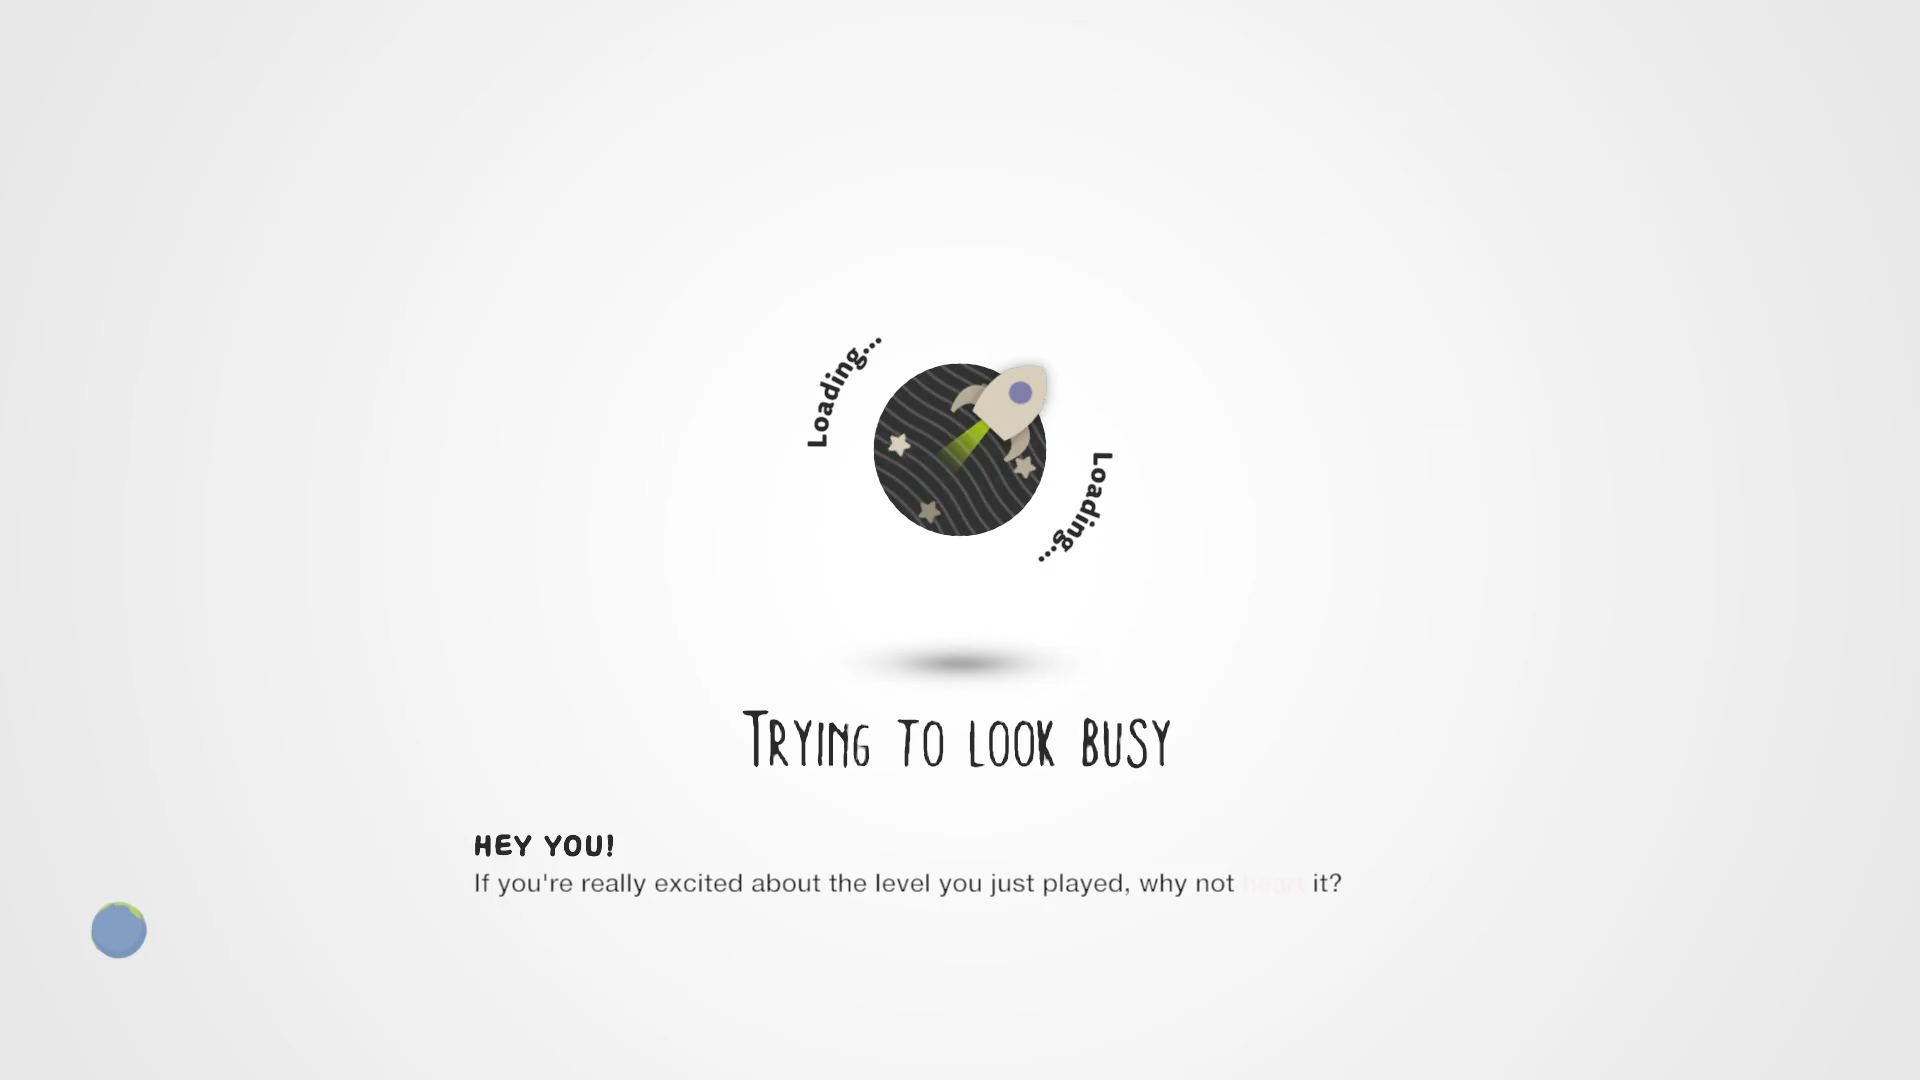 Loading...
Loading...
Trying to look busy
HEY YOU!
If you're really excited about the level you just played, why not heart it?